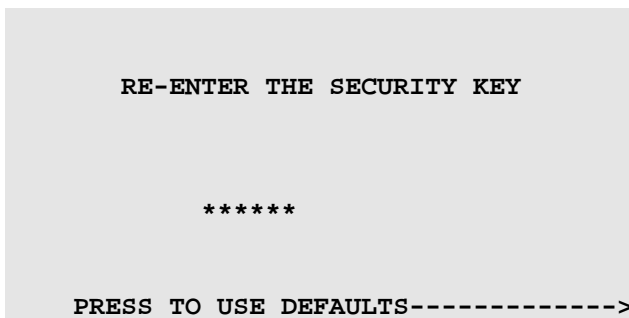 RE-ENTER THE SECURITY KEY
******
PRESS TO USE DEFAULTS------------->